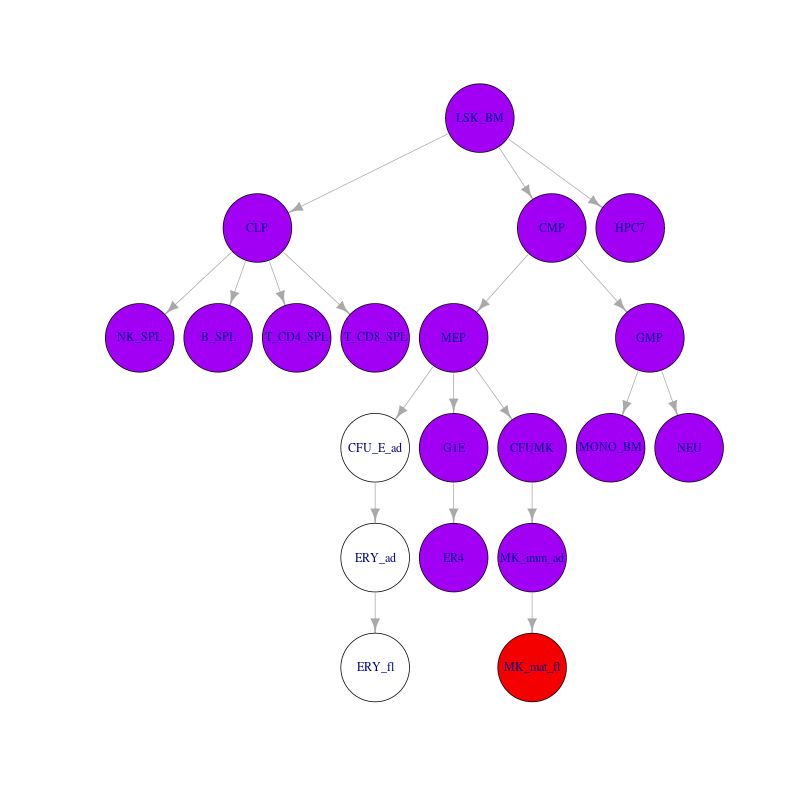 LSK_BM
CLP
CMP
HPC7
NK_SPL
B_SPL
T_CD4_SPL
T_CD8_SPL
MEP
GMP
CFU_E_ad
G1E
CFUMK
MONO_BM
NEU
ERY_ad
ER4
MK_imm_ad
ERY_fl
MK_mat_fl